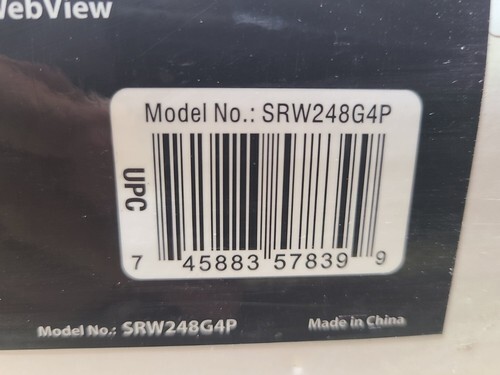 WebView
Model No.: SRW248G4P
UPC
7 45883 57839 9
Model No.: SRW248G4P
Made in China